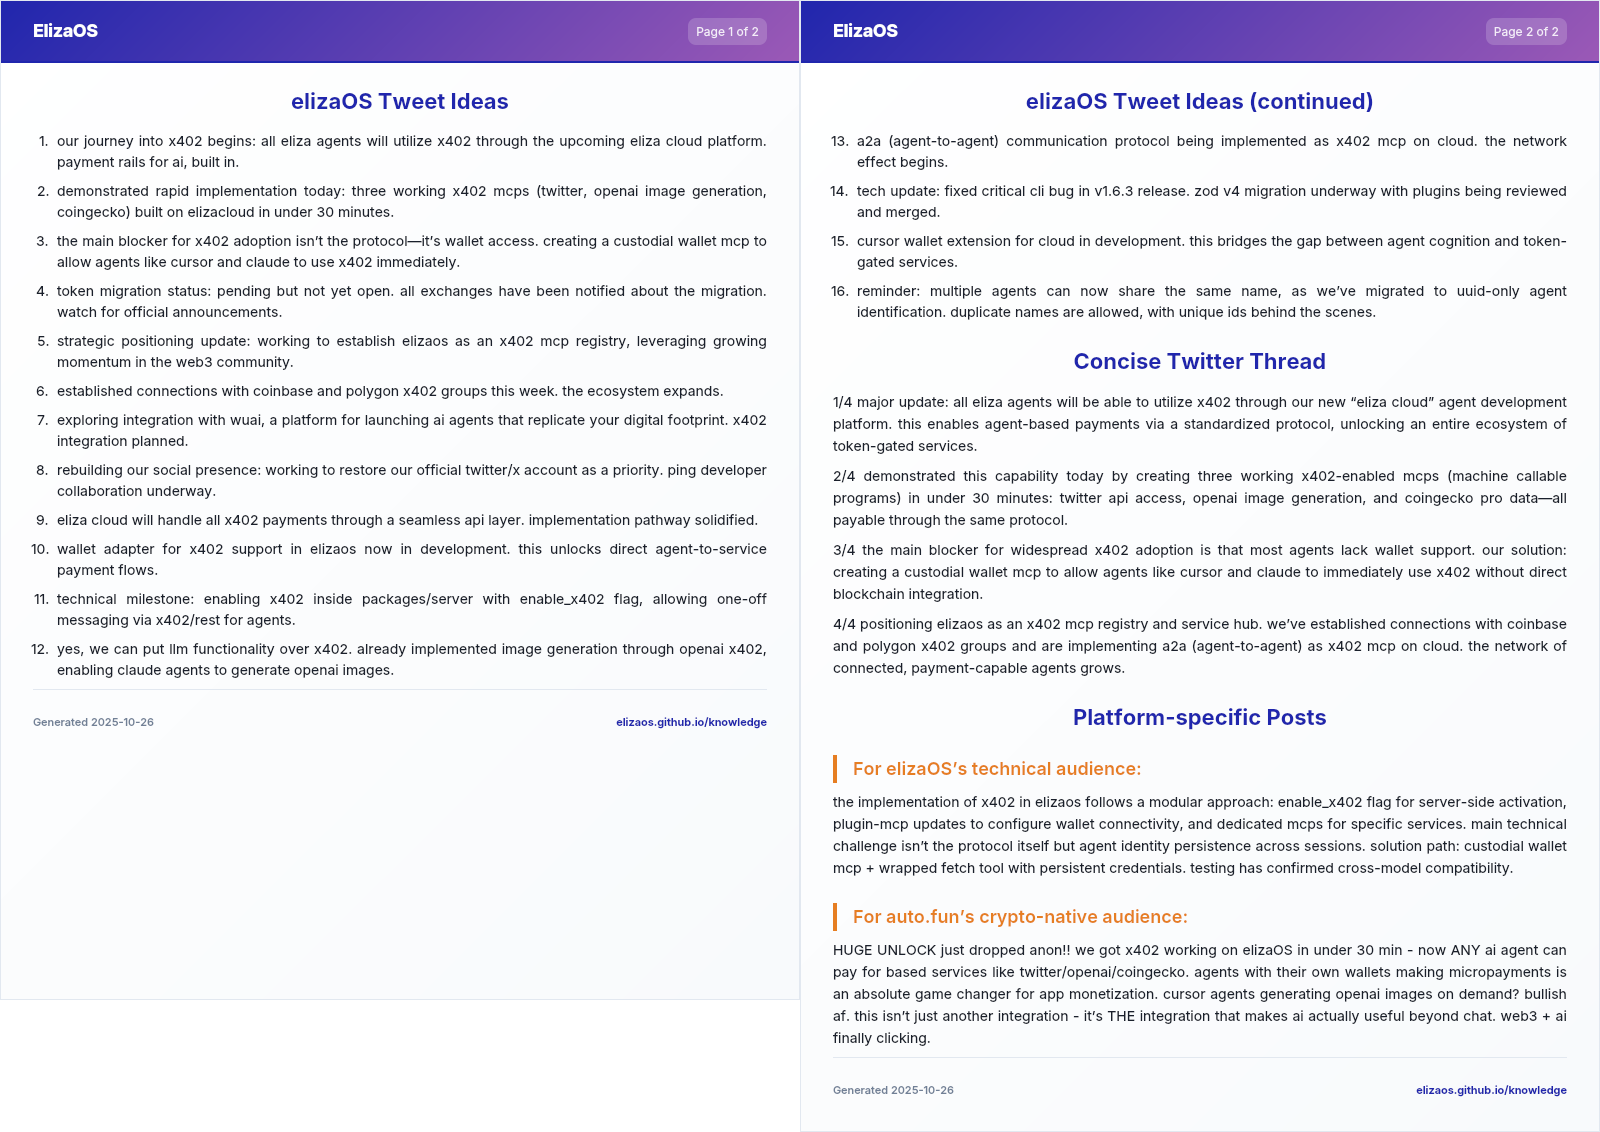 ElizaOS
Page 1 of 2
elizaOS Tweet Ideas
1. our journey into x402 begins: all eliza agents will utilize x402 through the upcoming eliza cloud platform.
payment rails for ai, built in.
2. demonstrated rapid implementation today: three working x402 mcps (twitter, openai image generation,
coingecko) built on elizacloud in under 30 minutes.
3. the main blocker for x402 adoption isn’t the protocol—it’s wallet access. creating a custodial wallet mcp to
allow agents like cursor and claude to use x402 immediately.
4. token migration status: pending but not yet open. all exchanges have been notified about the migration.
watch for official announcements.
5. strategic positioning update: working to establish elizaos as an x402 mcp registry, leveraging growing
momentum in the web3 community.
6. established connections with coinbase and polygon x402 groups this week. the ecosystem expands.
7. exploring integration with wuai, a platform for launching ai agents that replicate your digital footprint. x402
integration planned.
8. rebuilding our social presence: working to restore our official twitter/x account as a priority. ping developer
collaboration underway.
9. eliza cloud will handle all x402 payments through a seamless api layer. implementation pathway solidified.
10. wallet adapter for x402 support in elizaos now in development. this unlocks direct agent-to-service
payment flows.
11. technical milestone: enabling x402 inside packages/server with enable_x402 flag, allowing one-off
messaging via x402/rest for agents.
12. yes, we can put llm functionality over x402. already implemented image generation through openai x402,
enabling claude agents to generate openai images.
Generated 2025-10-26
elizaos.github.io/knowledge
ElizaOS
Page 2 of 2
elizaOS Tweet Ideas (continued)
13. a2a (agent-to-agent) communication protocol being implemented as x402 mcp on cloud. the network
effect begins.
14. tech update: fixed critical cli bug in v1.6.3 release. zod v4 migration underway with plugins being reviewed
and merged.
15. cursor wallet extension for cloud in development. this bridges the gap between agent cognition and token-
gated services.
16. reminder: multiple agents can now share the same name, as we’ve migrated to uuid-only agent
identification. duplicate names are allowed, with unique ids behind the scenes.
Concise Twitter Thread
1/4 major update: all eliza agents will be able to utilize x402 through our new “eliza cloud” agent development
platform. this enables agent-based payments via a standardized protocol, unlocking an entire ecosystem of
token-gated services.
2/4 demonstrated this capability today by creating three working x402-enabled mcps (machine callable
programs) in under 30 minutes: twitter api access, openai image generation, and coingecko pro data—all
payable through the same protocol.
3/4 the main blocker for widespread x402 adoption is that most agents lack wallet support. our solution:
creating a custodial wallet mcp to allow agents like cursor and claude to immediately use x402 without direct
blockchain integration.
4/4 positioning elizaos as an x402 mcp registry and service hub. we’ve established connections with coinbase
and polygon x402 groups and are implementing a2a (agent-to-agent) as x402 mcp on cloud. the network of
connected, payment-capable agents grows.
Platform-specific Posts
For elizaOS’s technical audience:
the implementation of x402 in elizaos follows a modular approach: enable_x402 flag for server-side activation,
plugin-mcp updates to configure wallet connectivity, and dedicated mcps for specific services. main technical
challenge isn’t the protocol itself but agent identity persistence across sessions. solution path: custodial wallet
mcp + wrapped fetch tool with persistent credentials. testing has confirmed cross-model compatibility.
For auto.fun’s crypto-native audience:
HUGE UNLOCK just dropped anon!! we got x402 working on elizaOS in under 30 min - now ANY ai agent can
pay for based services like twitter/openai/coingecko. agents with their own wallets making micropayments is
an absolute game changer for app monetization. cursor agents generating openai images on demand? bullish
af. this isn’t just another integration - it’s THE integration that makes ai actually useful beyond chat. web3 + ai
finally clicking.
Generated 2025-10-26
elizaos.github.io/knowledge